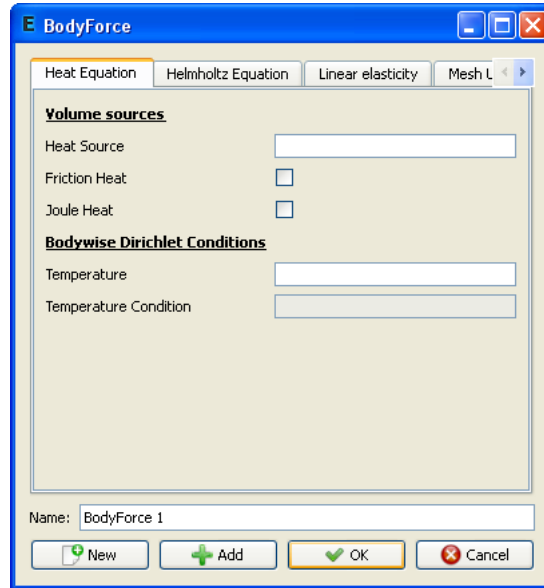 E BodyForce
Heat Equation Helmholtz Equation Linear elasticity Mesh U
Volume sources
Heat Source
Friction Heat
Joule Heat
Bodywise Dirichlet Conditions
Temperature
Temperature Condition
Name: BodyForce 1
New Add OK Cancel